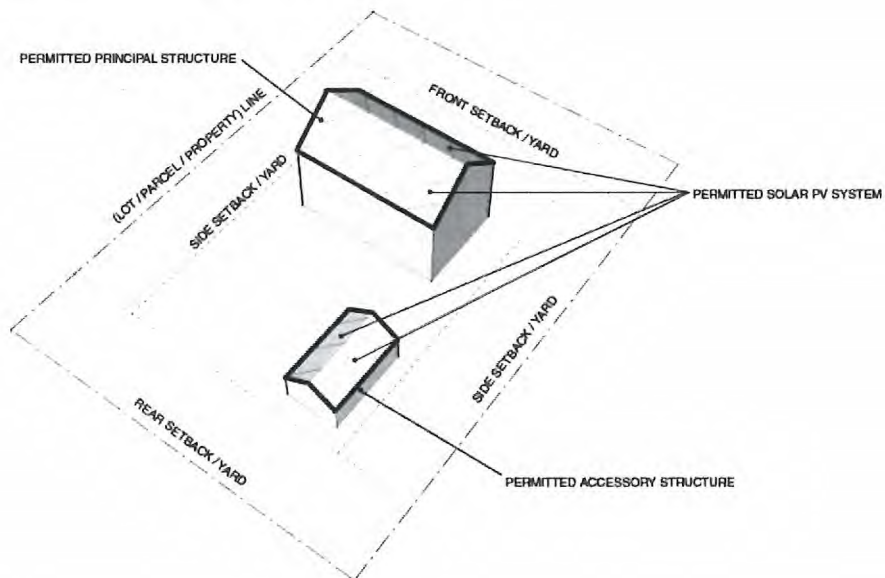 PERMITTED PRINCIPAL STRUCTURE
FRONT SETBACK / YARD
(LOT / PARCEL / PROPERTY) LINE
SIDE SETBACK / YARD
PERMITTED SOLAR PV SYSTEM
SIDE SETBACK / YARD
REAR SETBACK / YARD
PERMITTED ACCESSORY STRUCTURE